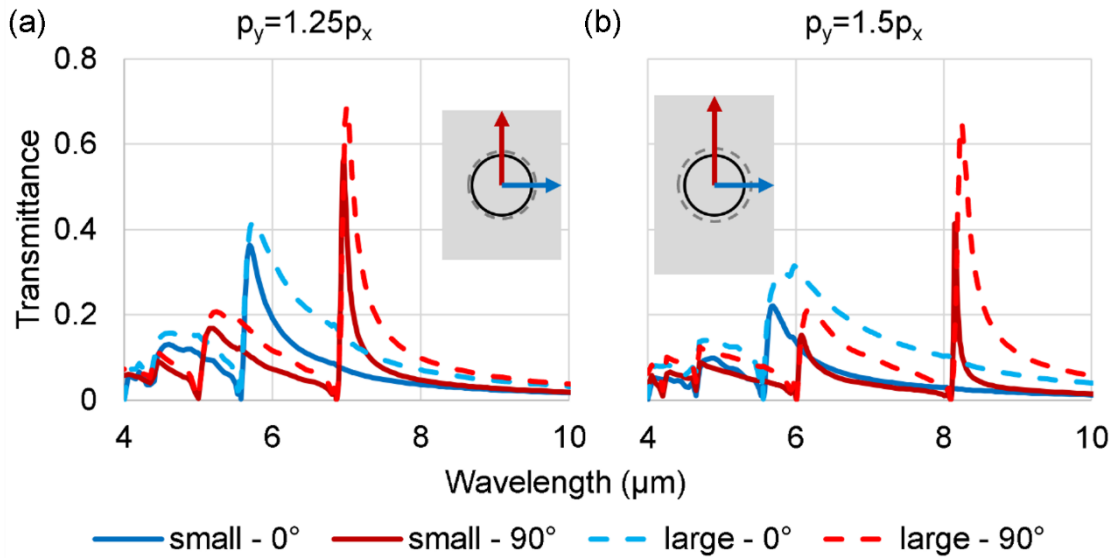 (a) p_y=1.25p_x (b) p_y=1.5p_x
0.8
0.6
0.4
0.2
0
Transmittance
4 6 8 10 4 6 8 10
Wavelength (µm)
small - 0° small - 90° large - 0° large - 90°